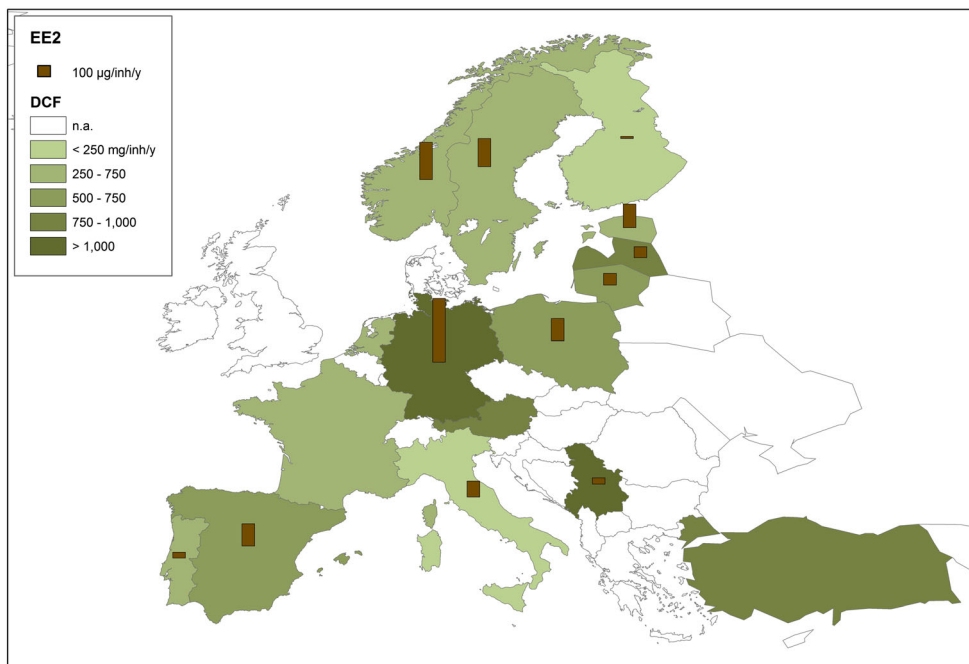 EE2
100 µg/inh/y
DCF
n.a.
< 250 mg/inh/y
250 - 750
500 - 750
750 - 1,000
> 1,000